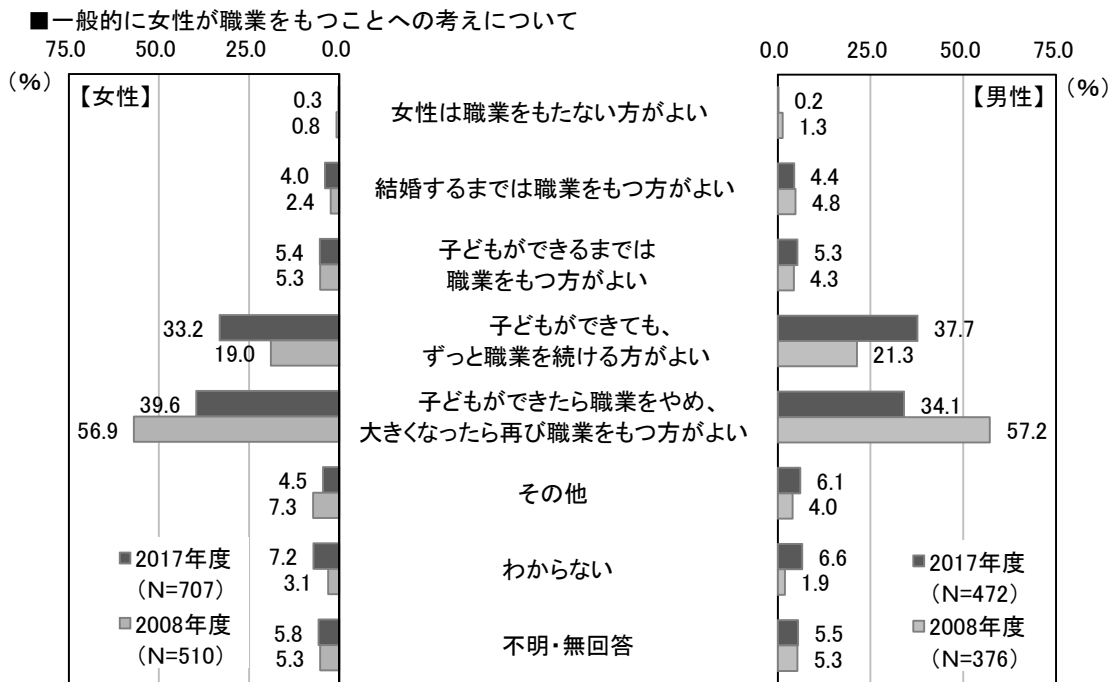 ■一般的に女性が職業をもつことへの考えについて
75.0 50.0 25.0 0.0
0.0 25.0 50.0 75.0
(%)
(%)
【女性】
【男性】
0.3 女性は職業をもたない方がよい 0.2
0.8 1.3
4.0 結婚するまでは職業をもつ方がよい 4.4
2.4 4.8
5.4 子どもができるまでは 5.3
5.3 職業をもつ方がよい 4.3
33.2 子どもができても、 37.7
19.0 ずっと職業を続ける方がよい 21.3
39.6 子どもができたら職業をやめ、 34.1
56.9 大きくなったら再び職業をもつ方がよい 57.2
4.5 その他 6.1
7.3 4.0
7.2 わからない 6.6
3.1 1.9
5.8 不明・無回答 5.5
5.3 5.3
■2017年度
(N=707)
■2008年度
(N=510)
■2017年度
(N=472)
■2008年度
(N=376)